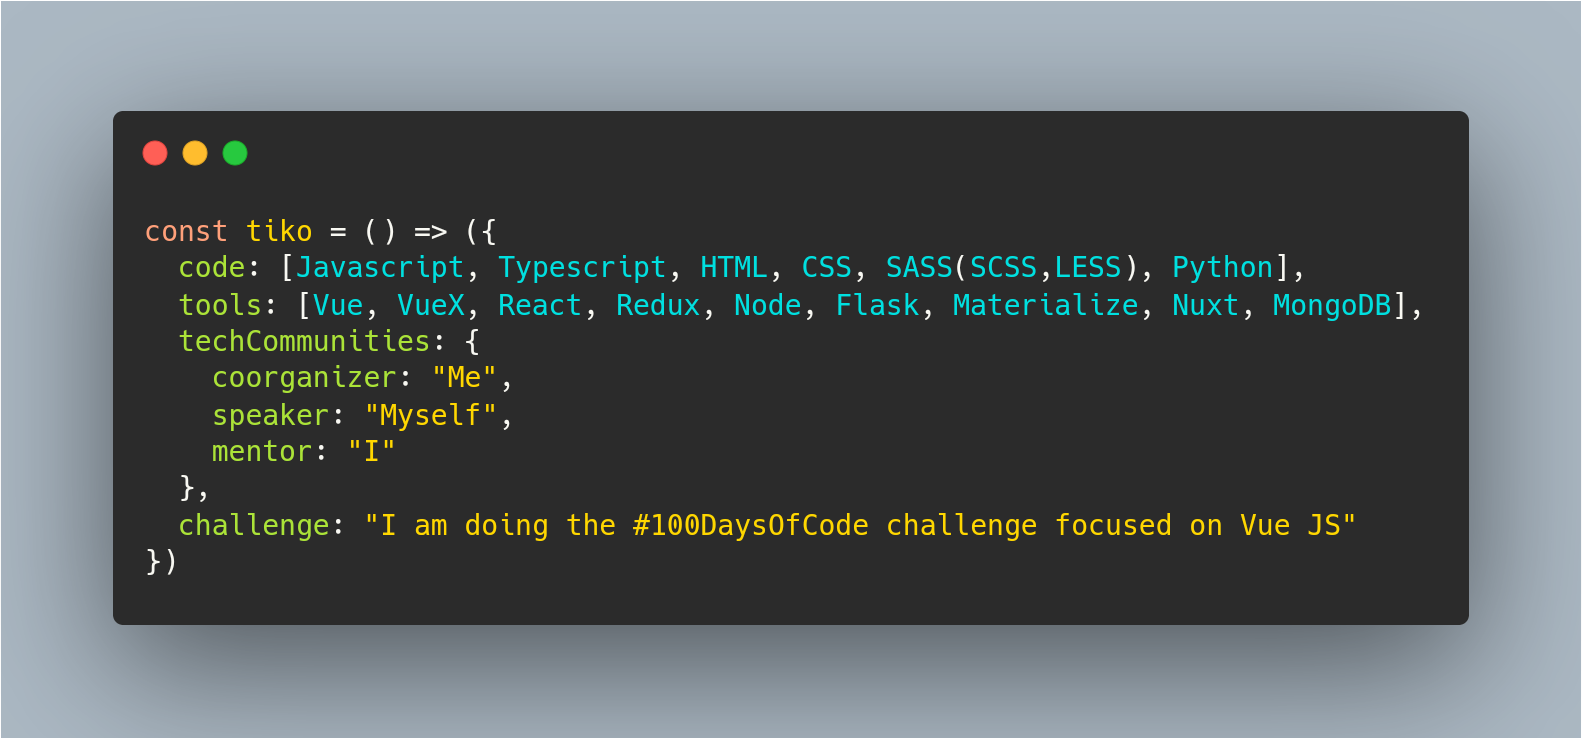 const tiko = () => ({
  code: [Javascript, Typescript, HTML, CSS, SASS(SCSS,LESS), Python],
  tools: [Vue, VueX, React, Redux, Node, Flask, Materialize, Nuxt, MongoDB],
  techCommunities: {
    coorganizer: "Me",
    speaker: "Myself",
    mentor: "I"
  },
  challenge: "I am doing the #100DaysOfCode challenge focused on Vue JS"
})